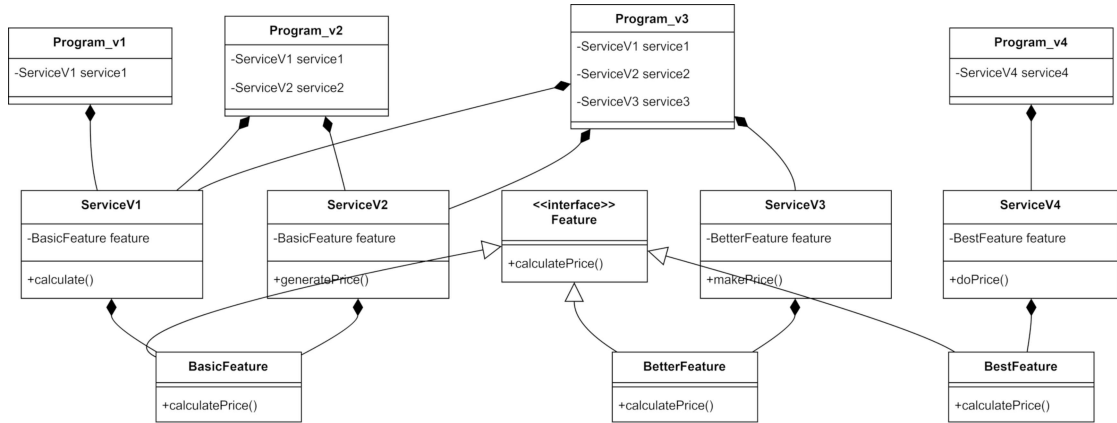 Program_v1
-ServiceV1 service1
Program_v2
-ServiceV1 service1
-ServiceV2 service2
Program_v3
-ServiceV1 service1
-ServiceV2 service2
-ServiceV3 service3
Program_v4
-ServiceV4 service4
ServiceV1
-BasicFeature feature
+calculate()
ServiceV2
-BasicFeature feature
+generatePrice()
<<interface>>
Feature
+calculatePrice()
ServiceV3
-BetterFeature feature
+makePrice()
ServiceV4
-BestFeature feature
+doPrice()
BasicFeature
+calculatePrice()
BetterFeature
+calculatePrice()
BestFeature
+calculatePrice()